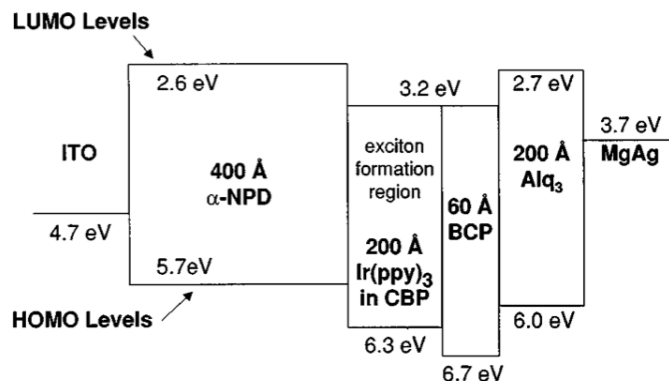 LUMO Levels
2.6 eV
3.2 eV
2.7 eV
3.7 eV
ITO
400 Å
α-NPD
exciton
formation
region
200 Å
Ir(ppy)₃
in CBP
60 Å
BCP
200 Å
Alq₃
MgAg
4.7 eV
5.7eV
HOMO Levels
6.3 eV
6.7 eV
6.0 eV